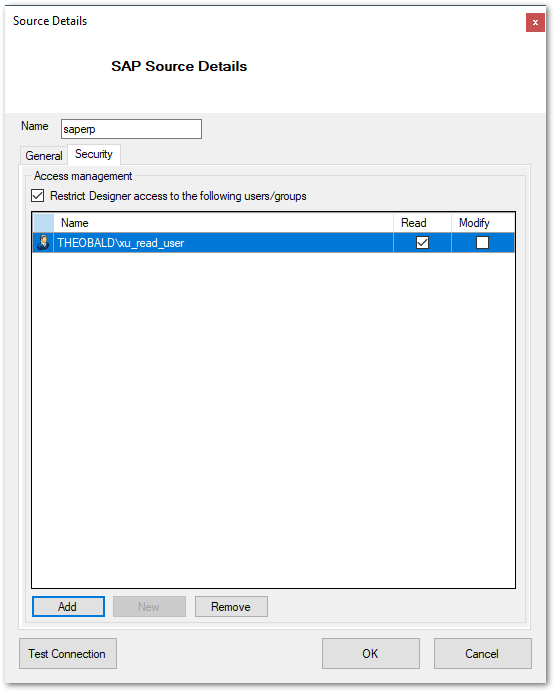 Source Details
x
SAP Source Details
Name saperp
General Security
Access management
Restrict Designer access to the following users/groups
Name Read Modify
THEOBALD\xu_read_user
Add New Remove
Test Connection OK Cancel